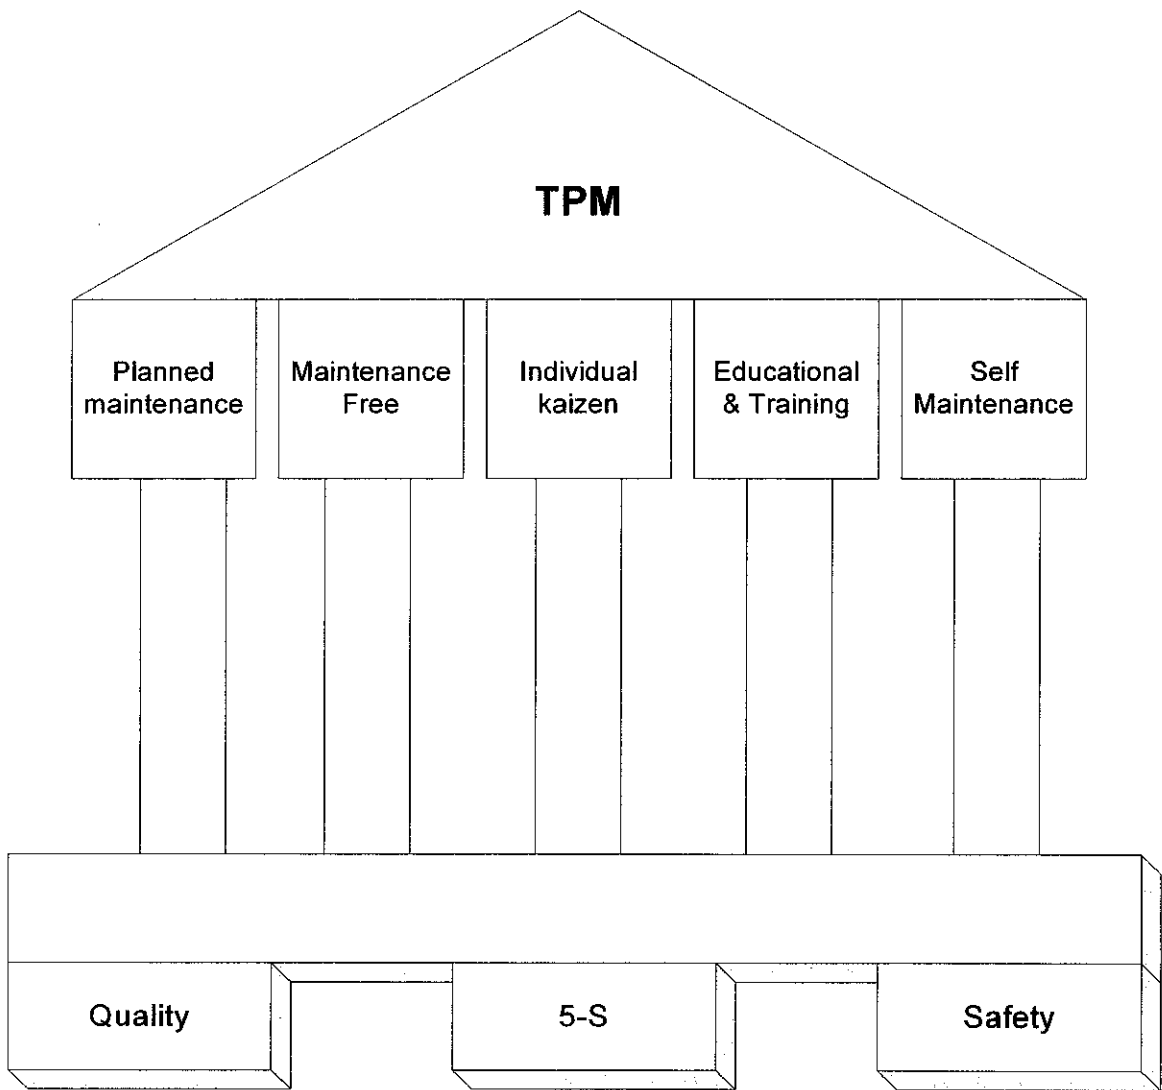 TPM
Planned
maintenance
Maintenance
Free
Individual
kaizen
Educational
& Training
Self
Maintenance
Quality
5-S
Safety